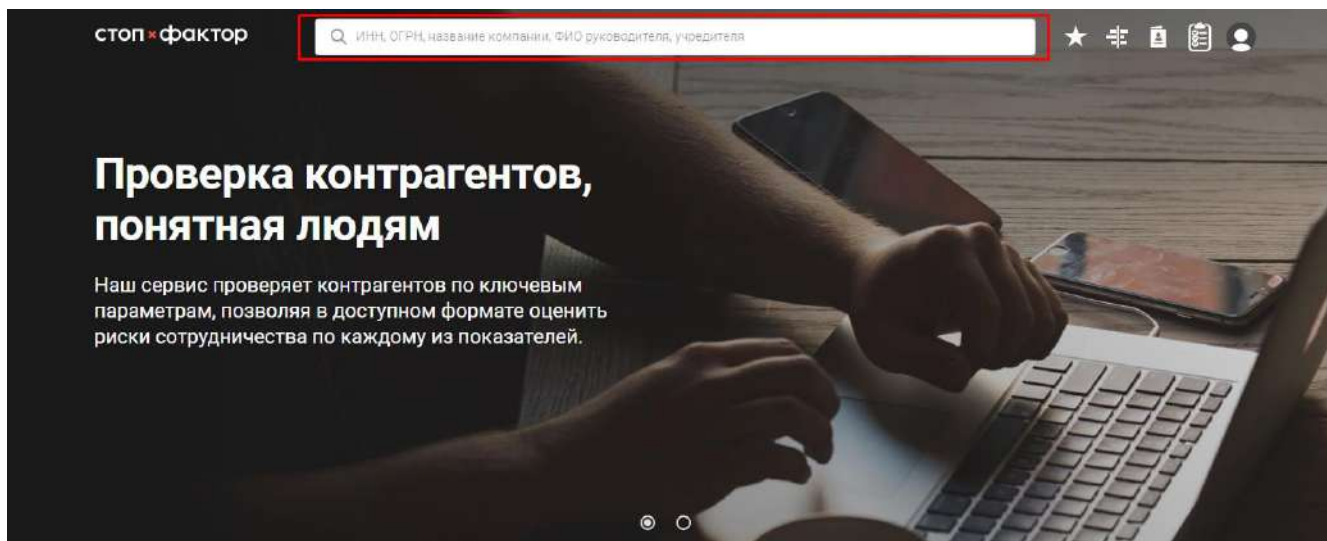 стоп×фактор
ИНН, ОГРН, название компании, ФИО руководителя, учредителя
Проверка контрагентов,
понятная людям
Наш сервис проверяет контрагентов по ключевым
параметрам, позволяя в доступном формате оценить
риски сотрудничества по каждому из показателей.